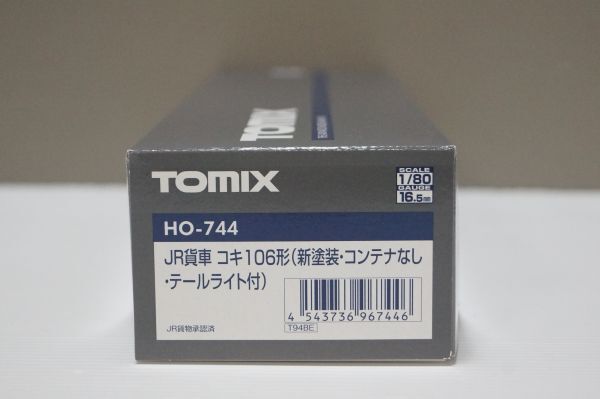 TOMIX
TOMIX
SCALE
1/80
GAUGE
16.5mm
HO-744
JR貨車 コキ106形(新塗装・コンテナなし
・テールライト付)
4 543736 967446
JR貨物承認済
T94BE